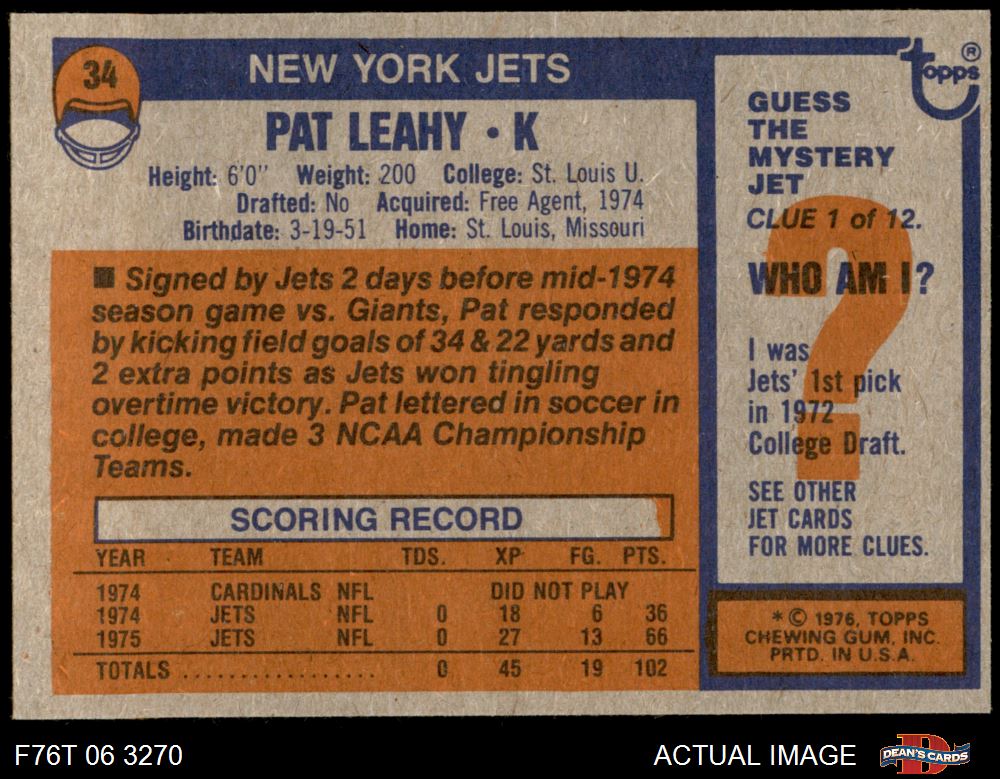 34
NEW YORK JETS
PAT LEAHY • K
Height: 6'0" Weight: 200 College: St. Louis U.
Drafted: No Acquired: Free Agent, 1974
Birthdate: 3-19-51 Home: St. Louis, Missouri
■ Signed by Jets 2 days before mid-1974
season game vs. Giants, Pat responded
by kicking field goals of 34 & 22 yards and
2 extra points as Jets won tingling
overtime victory. Pat lettered in soccer in
college, made 3 NCAA Championship
Teams.
SCORING RECORD
YEAR TEAM TDS. XP FG. PTS.
1974 CARDINALS NFL DID NOT PLAY
1974 JETS NFL 0 18 6 36
1975 JETS NFL 0 27 13 66
TOTALS ................. 0 45 19 102
topps ®
GUESS
THE
MYSTERY
JET
CLUE 1 of 12.
WHO AM I?
?
I was
Jets' 1st pick
in 1972
College Draft.
SEE OTHER
JET CARDS
FOR MORE CLUES.
* © 1976, TOPPS
CHEWING GUM, INC.
PRTD. IN U.S.A.
F76T 06 3270
ACTUAL IMAGE
DEAN'S CARDS